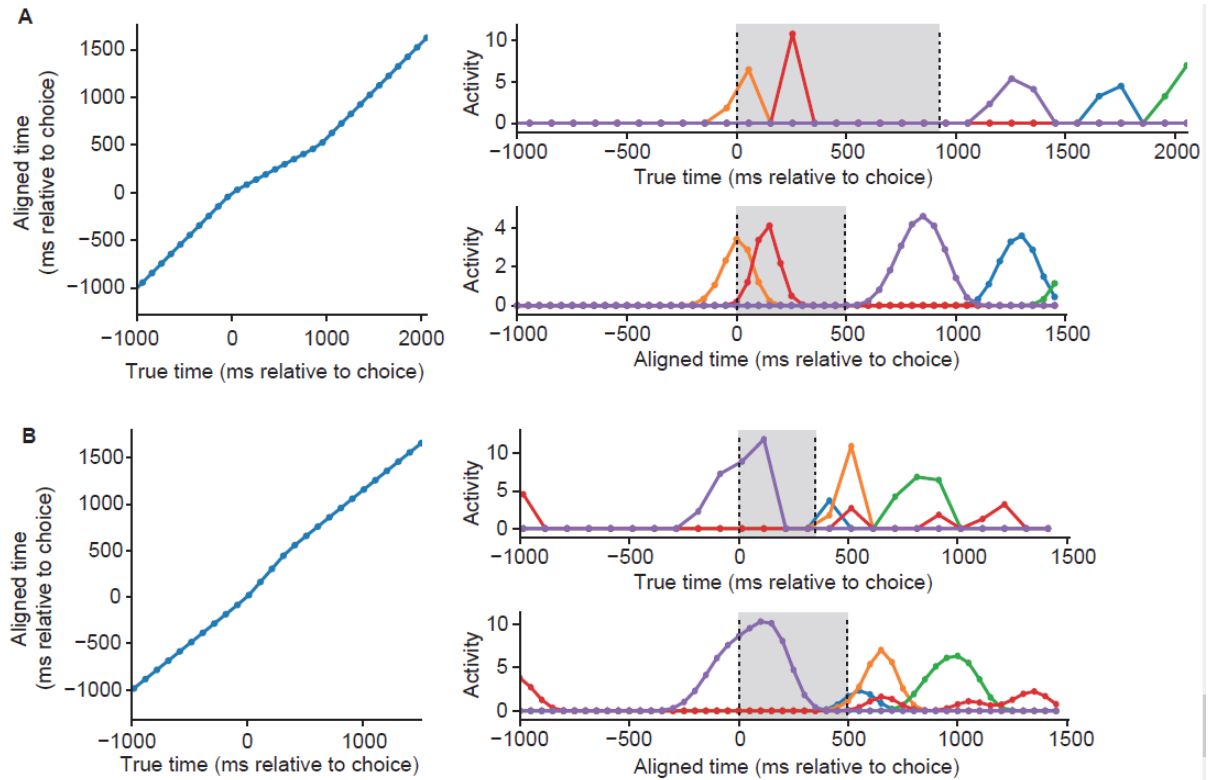 A
Aligned time
(ms relative to choice)
1500
1000
500
0
−500
−1000
−1000 0 1000 2000
True time (ms relative to choice)
Activity
10
5
0
−1000 −500 0 500 1000 1500 2000
True time (ms relative to choice)
Activity
4
2
0
−1000 −500 0 500 1000 1500
Aligned time (ms relative to choice)
B
Aligned time
(ms relative to choice)
1500
1000
500
0
−500
−1000
−1000 0 1000
True time (ms relative to choice)
Activity
10
5
0
−1000 −500 0 500 1000 1500
True time (ms relative to choice)
Activity
10
5
0
−1000 −500 0 500 1000 1500
Aligned time (ms relative to choice)